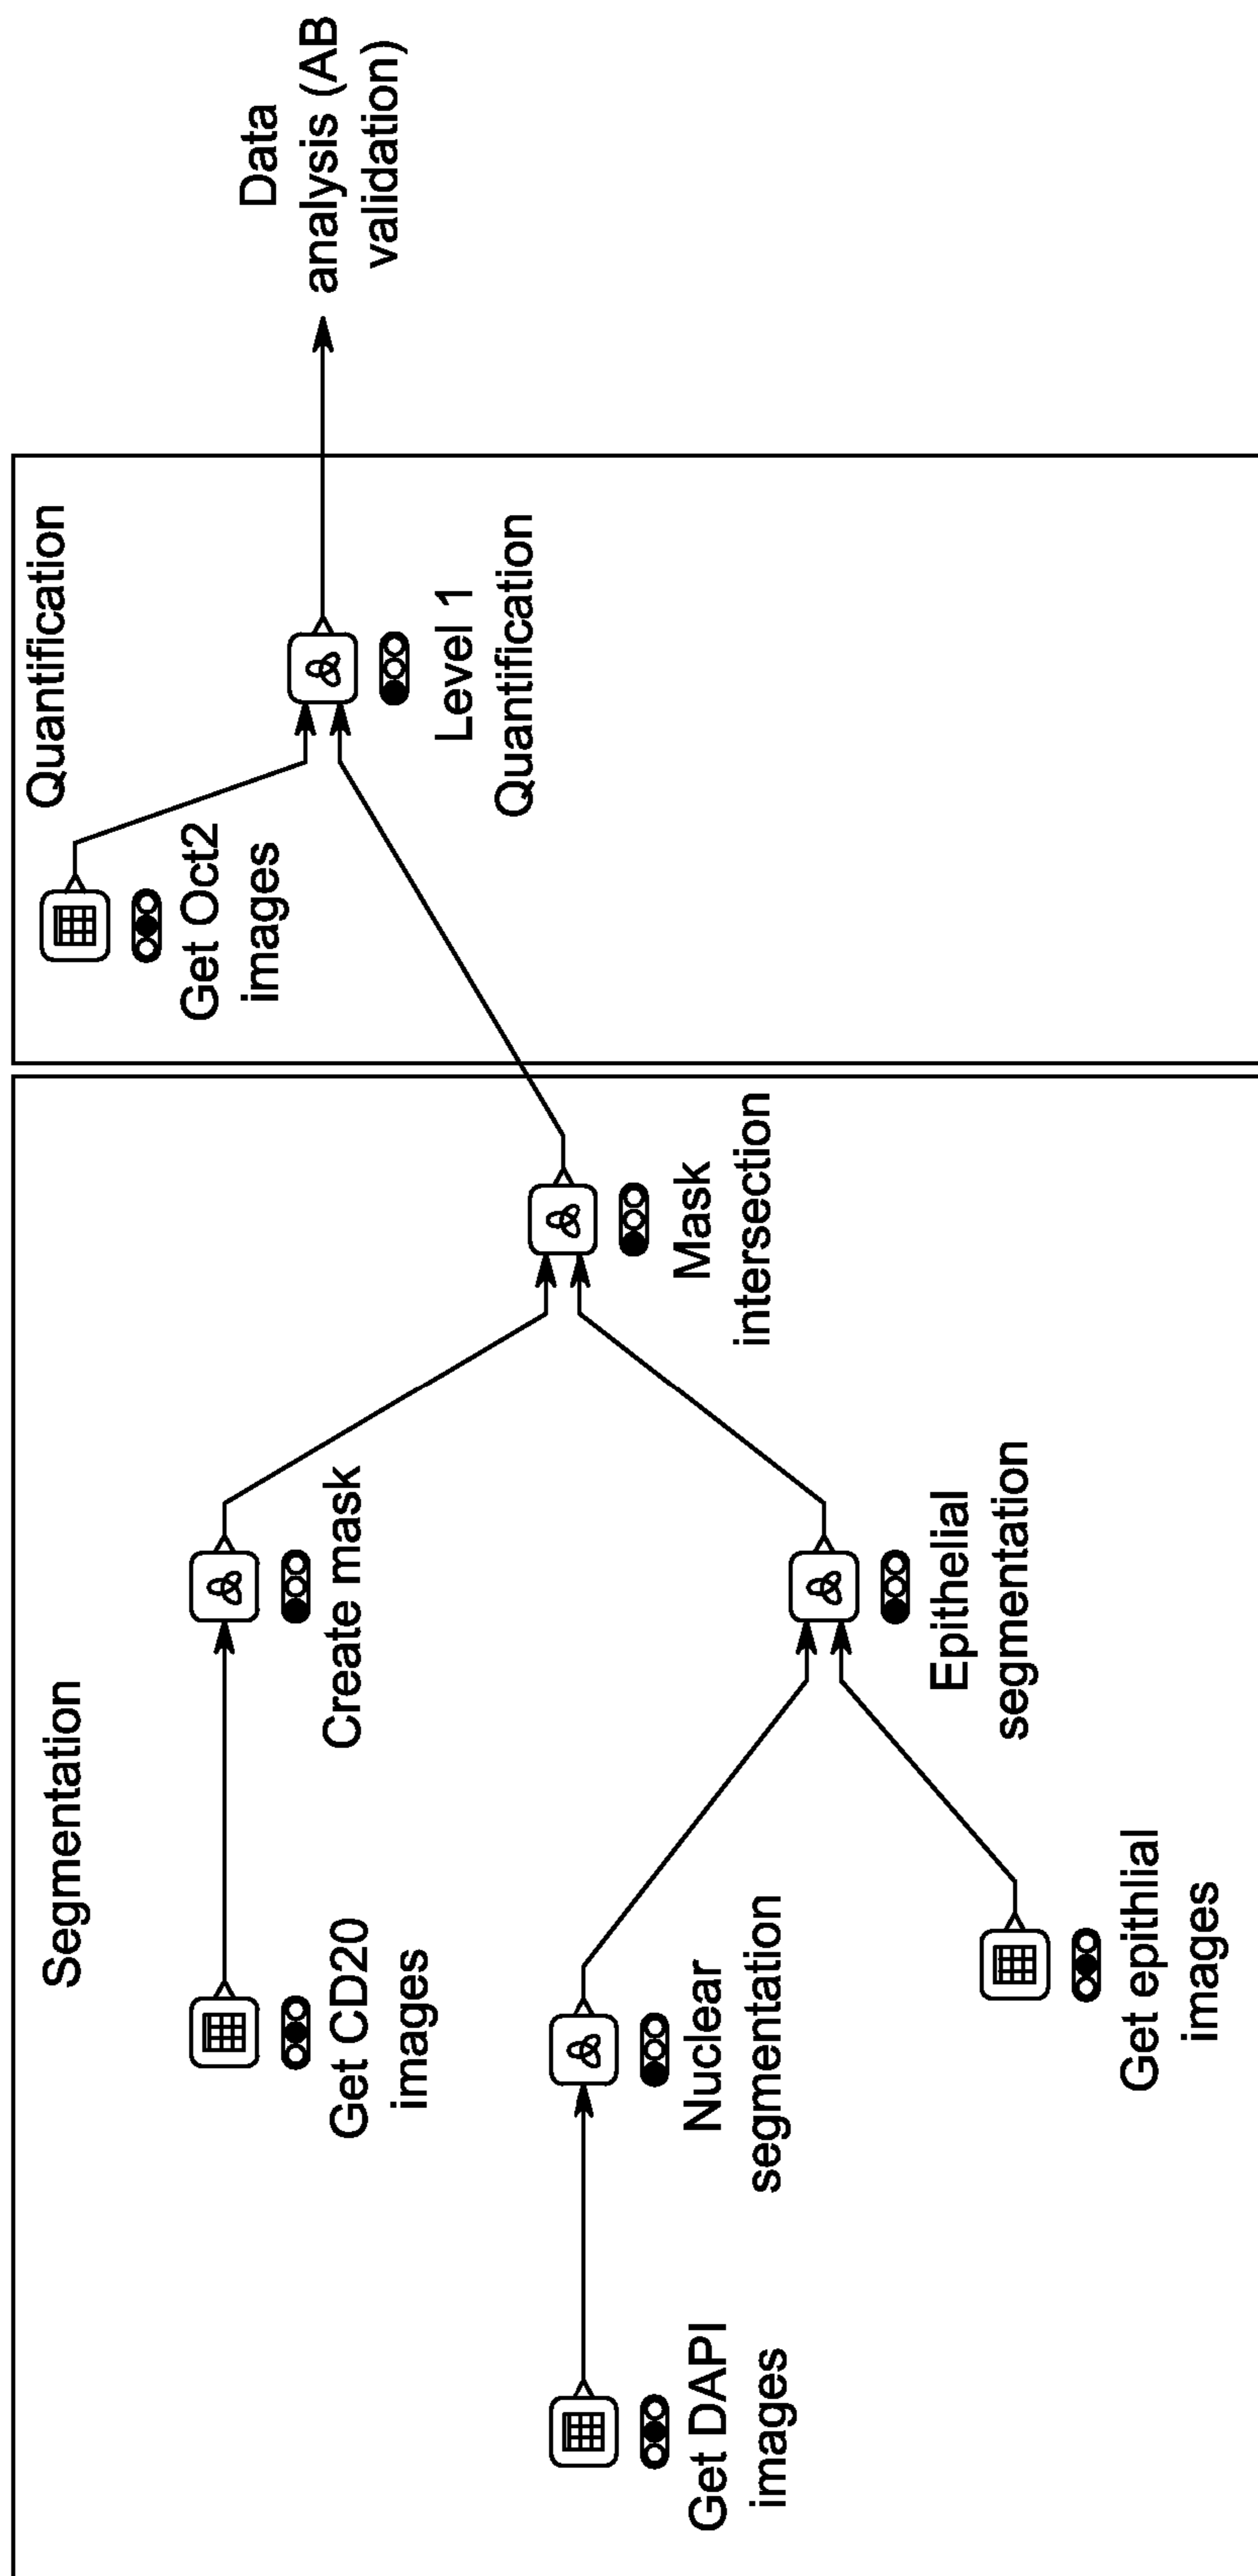 Segmentation
Get CD20
images
Create mask
Get DAPI
images
Nuclear
segmentation
Get epithlial
images
Epithelial
segmentation
Mask
intersection
Quantification
Get Oct2
images
Level 1
Quantification
Data
analysis (AB
validation)